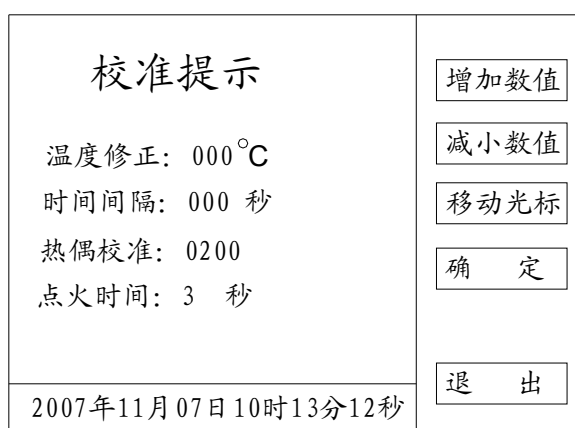 校准提示
温度修正：000℃
时间间隔：000 秒
热偶校准：0200
点火时间：3 秒
2007年11月07日10时13分12秒
增加数值
减小数值
移动光标
确 定
退 出